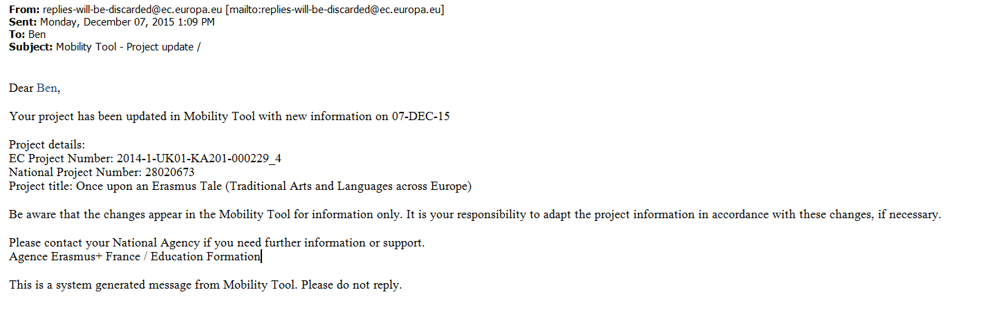 From: replies-will-be-discarded@ec.europa.eu [mailto:replies-will-be-discarded@ec.europa.eu]
Sent: Monday, December 07, 2015 1:09 PM
To: Ben
Subject: Mobility Tool - Project update /
Dear Ben,
Your project has been updated in Mobility Tool with new information on 07-DEC-15
Project details:
EC Project Number: 2014-1-UK01-KA201-000229_4
National Project Number: 28020673
Project title: Once upon an Erasmus Tale (Traditional Arts and Languages across Europe)
Be aware that the changes appear in the Mobility Tool for information only. It is your responsibility to adapt the project information in accordance with these changes, if necessary.
Please contact your National Agency if you need further information or support.
Agence Erasmus+ France / Education Formation
This is a system generated message from Mobility Tool. Please do not reply.